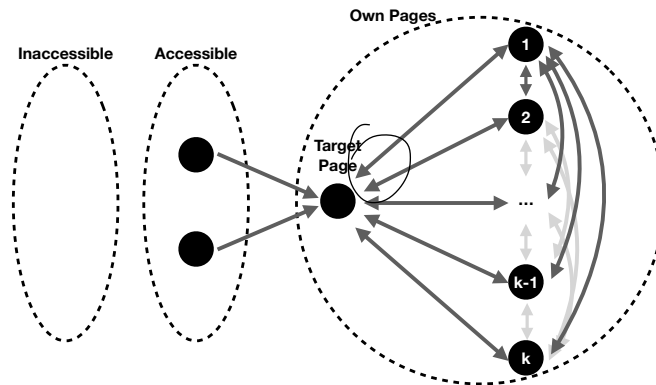 Own Pages
Inaccessible
Accessible
1
2
Target
Page
...
k-1
k